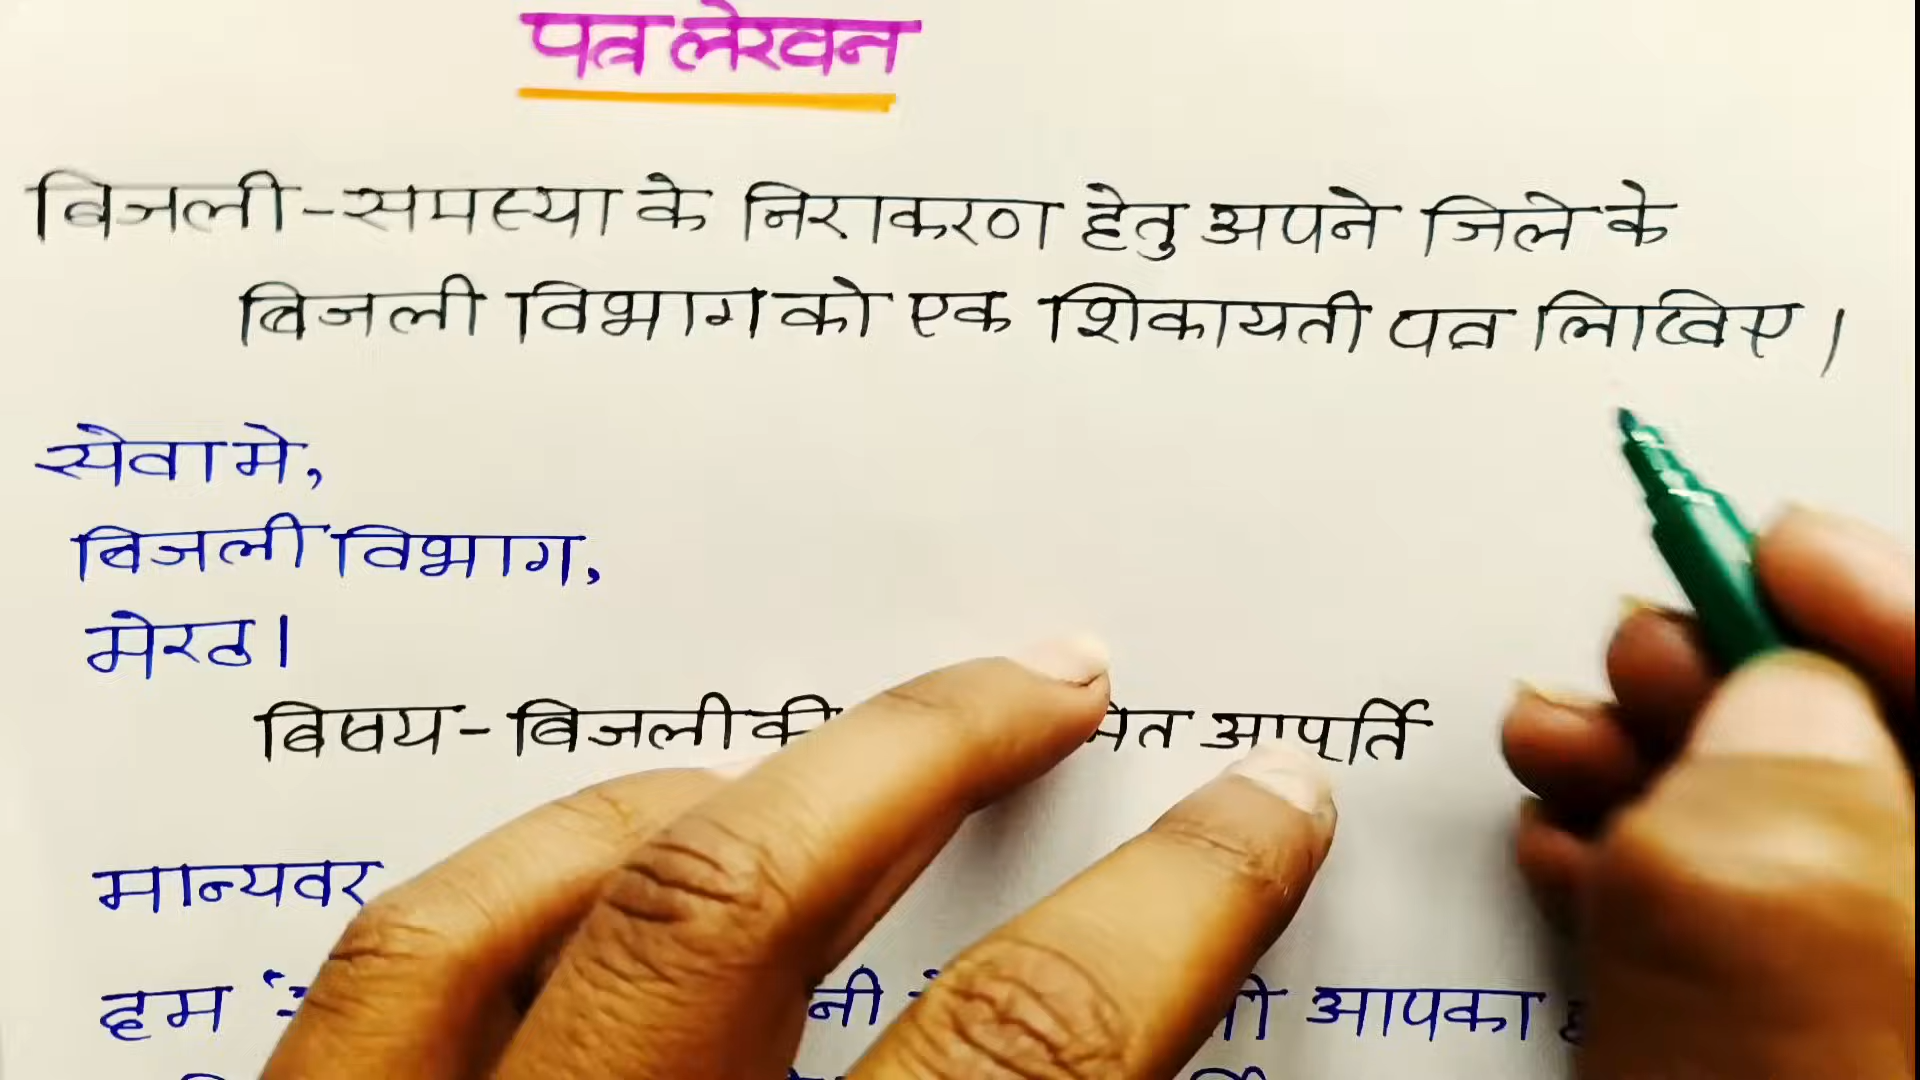 पत्र लेखन
बिजली-समस्या के निराकरण हेतु अपने जिले के
बिजली विभाग को एक शिकायती पत्र लिखिए।
सेवा मे,
बिजली विभाग,
मेरठ।
बिषय - बिजली की आपूर्ति
मान्यवर
हम आपका